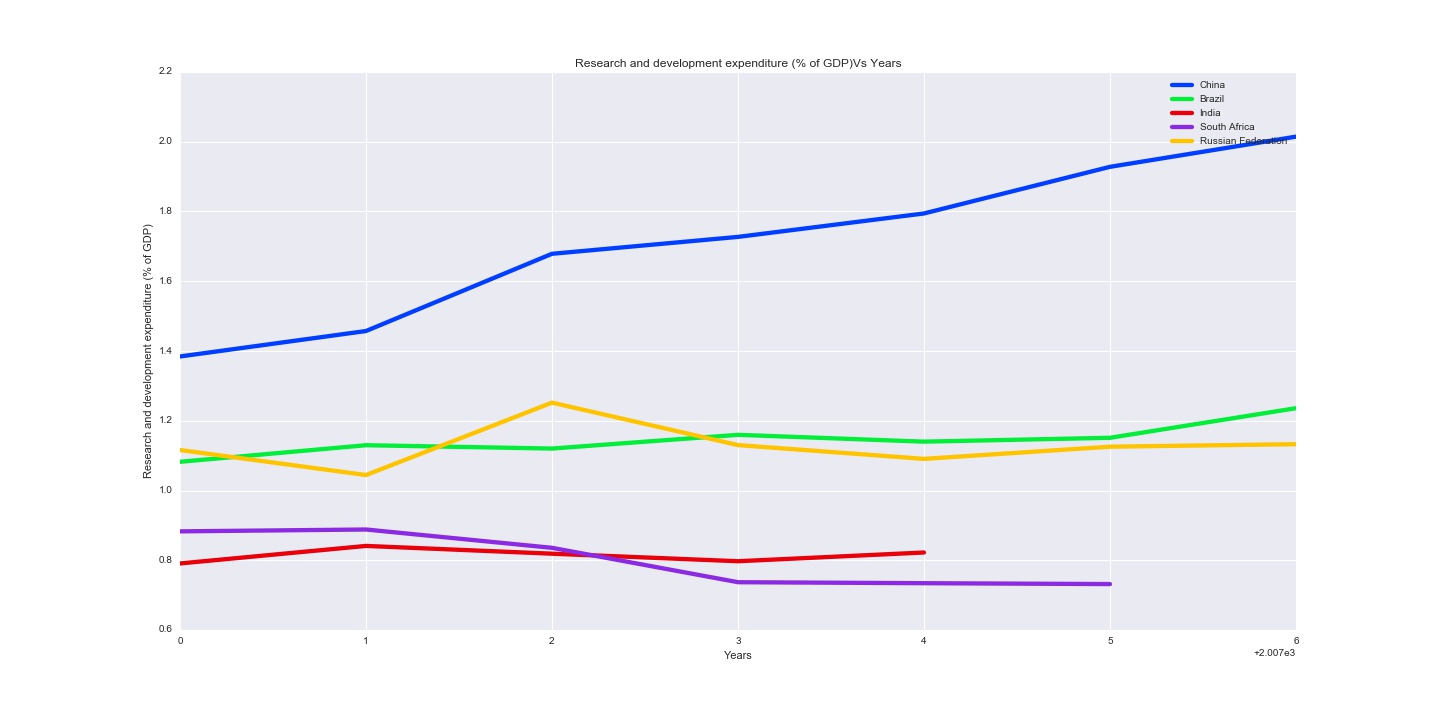 Research and development expenditure (% of GDP)Vs Years
China
Brazil
India
South Africa
Russian Federation
Research and development expenditure (% of GDP)
2.2
2.0
1.8
1.6
1.4
1.2
1.0
0.8
0.6
0 1 2 3 4 5 6
Years
+2.007e3